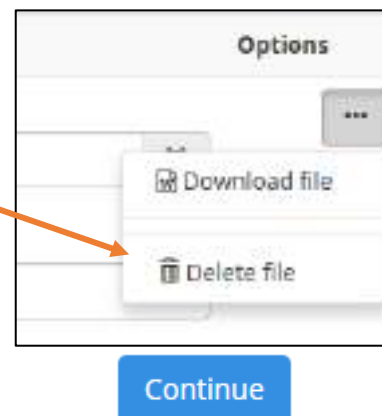 Options
...
Download file
Delete file
Continue